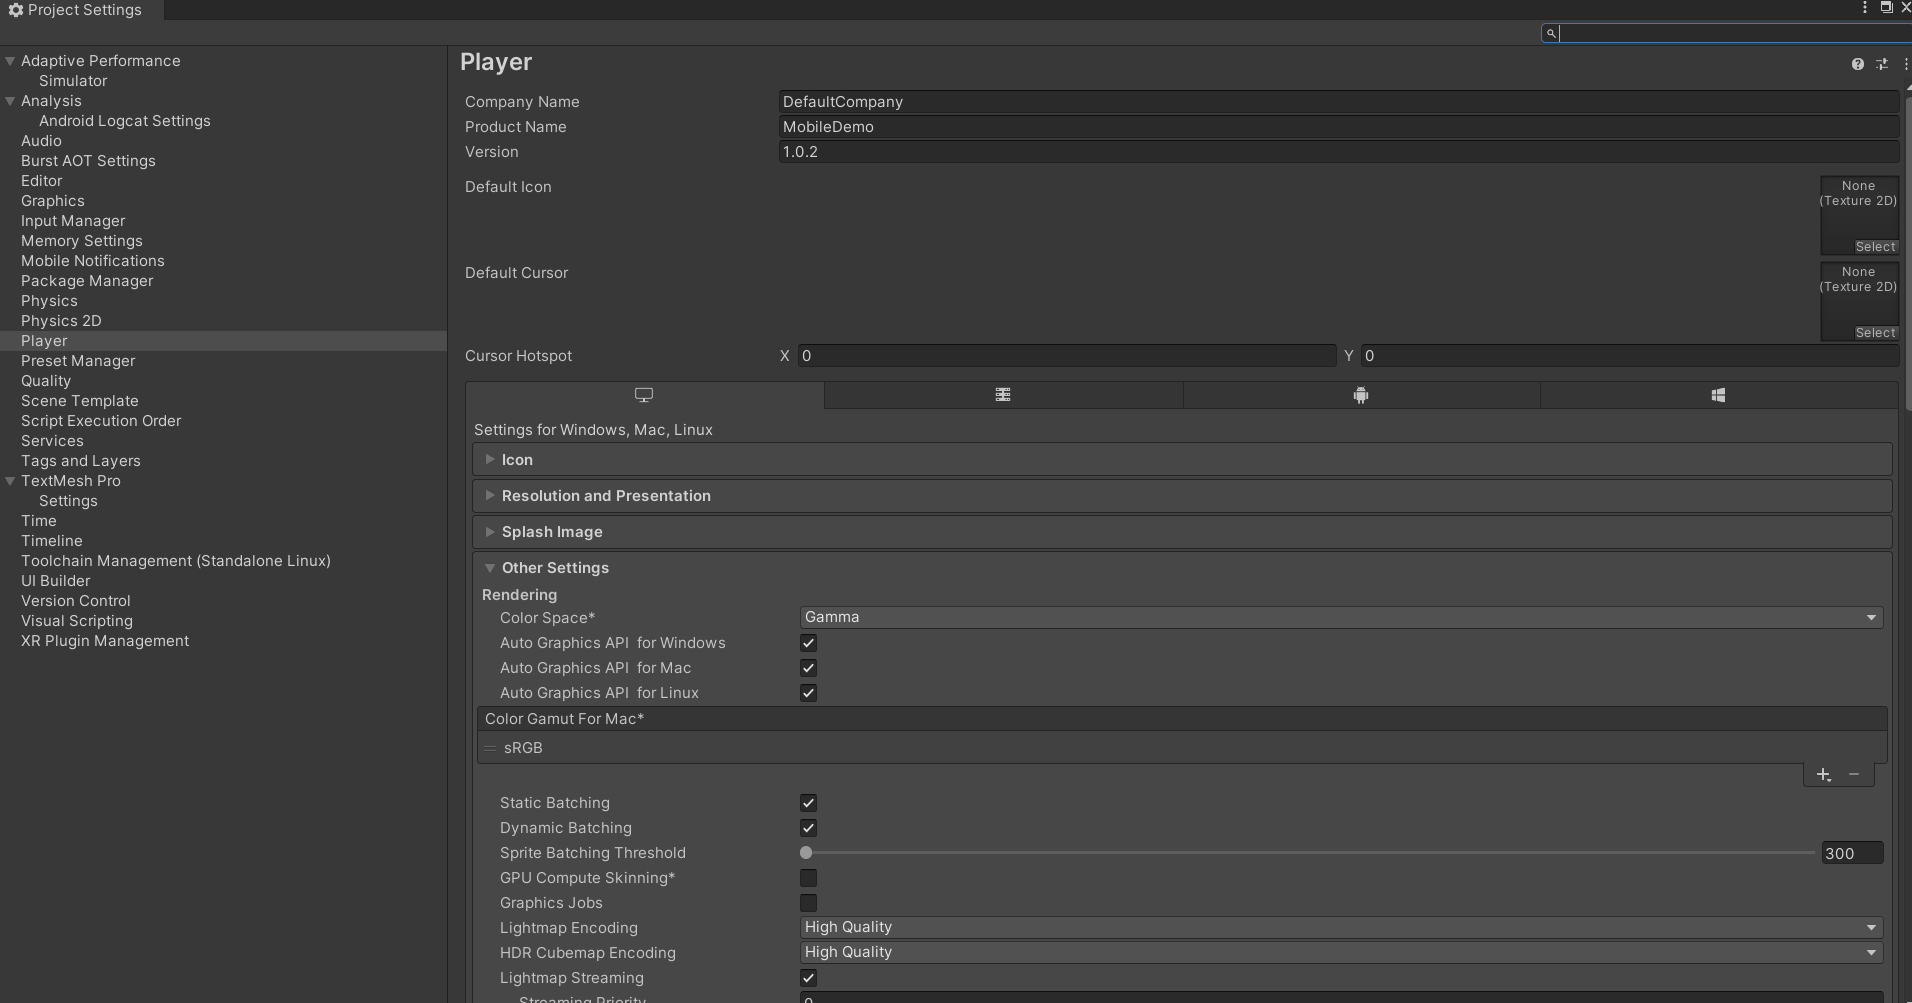 Project Settings
Adaptive Performance
Simulator
Analysis
Android Logcat Settings
Audio
Burst AOT Settings
Editor
Graphics
Input Manager
Memory Settings
Mobile Notifications
Package Manager
Physics
Physics 2D
Player
Preset Manager
Quality
Scene Template
Script Execution Order
Services
Tags and Layers
TextMesh Pro
Settings
Time
Timeline
Toolchain Management (Standalone Linux)
UI Builder
Version Control
Visual Scripting
XR Plugin Management
Player
Company Name DefaultCompany
Product Name MobileDemo
Version 1.0.2
Default Icon None
(Texture 2D)
Select
Default Cursor None
(Texture 2D)
Select
Cursor Hotspot X 0 Y 0
Settings for Windows, Mac, Linux
Icon
Resolution and Presentation
Splash Image
Other Settings
Rendering
Color Space* Gamma
Auto Graphics API for Windows
Auto Graphics API for Mac
Auto Graphics API for Linux
Color Gamut For Mac*
sRGB
Static Batching
Dynamic Batching
Sprite Batching Threshold 300
GPU Compute Skinning*
Graphics Jobs
Lightmap Encoding High Quality
HDR Cubemap Encoding High Quality
Lightmap Streaming
Streaming Priority 0